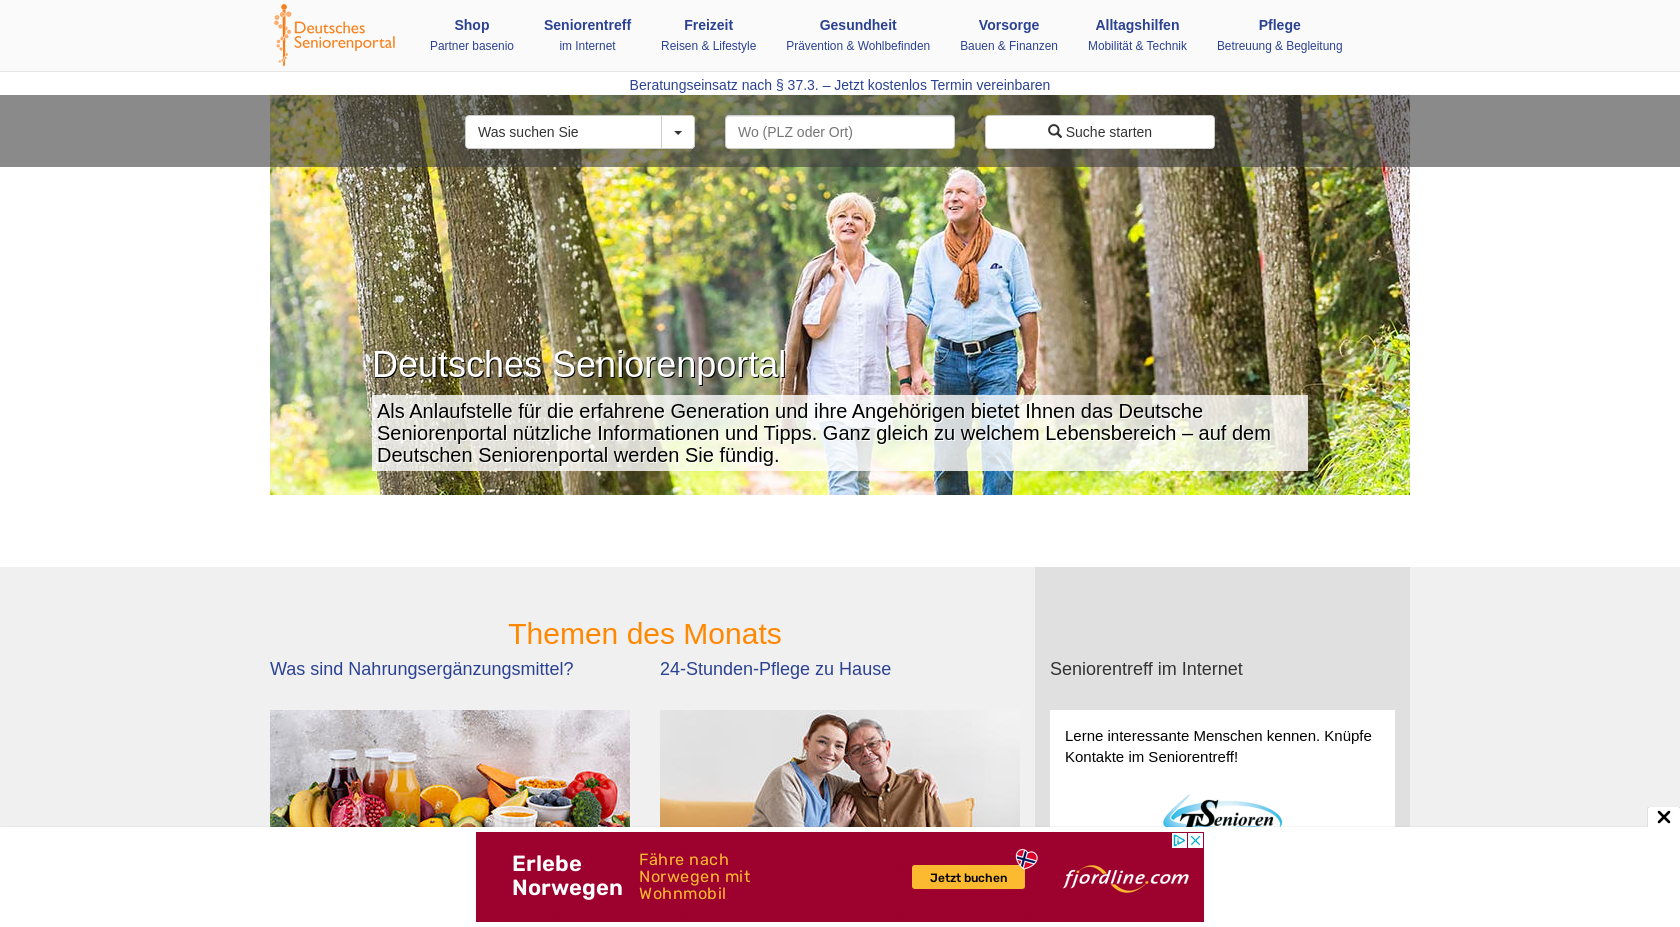 Deutsches
Seniorenportal
Shop
Partner basenio
Seniorentreff
im Internet
Freizeit
Reisen & Lifestyle
Gesundheit
Prävention & Wohlbefinden
Vorsorge
Bauen & Finanzen
Alltagshilfen
Mobilität & Technik
Pflege
Betreuung & Begleitung
Beratungseinsatz nach § 37.3. – Jetzt kostenlos Termin vereinbaren
Was suchen Sie
Wo (PLZ oder Ort)
Suche starten
Deutsches Seniorenportal
Als Anlaufstelle für die erfahrene Generation und ihre Angehörigen bietet Ihnen das Deutsche
Seniorenportal nützliche Informationen und Tipps. Ganz gleich zu welchem Lebensbereich – auf dem
Deutschen Seniorenportal werden Sie fündig.
Themen des Monats
Was sind Nahrungsergänzungsmittel?
24-Stunden-Pflege zu Hause
Seniorentreff im Internet
Lerne interessante Menschen kennen. Knüpfe
Kontakte im Seniorentreff!
Senioren
Erlebe
Norwegen
Fähre nach
Norwegen mit
Wohnmobil
Jetzt buchen
fjordline.com